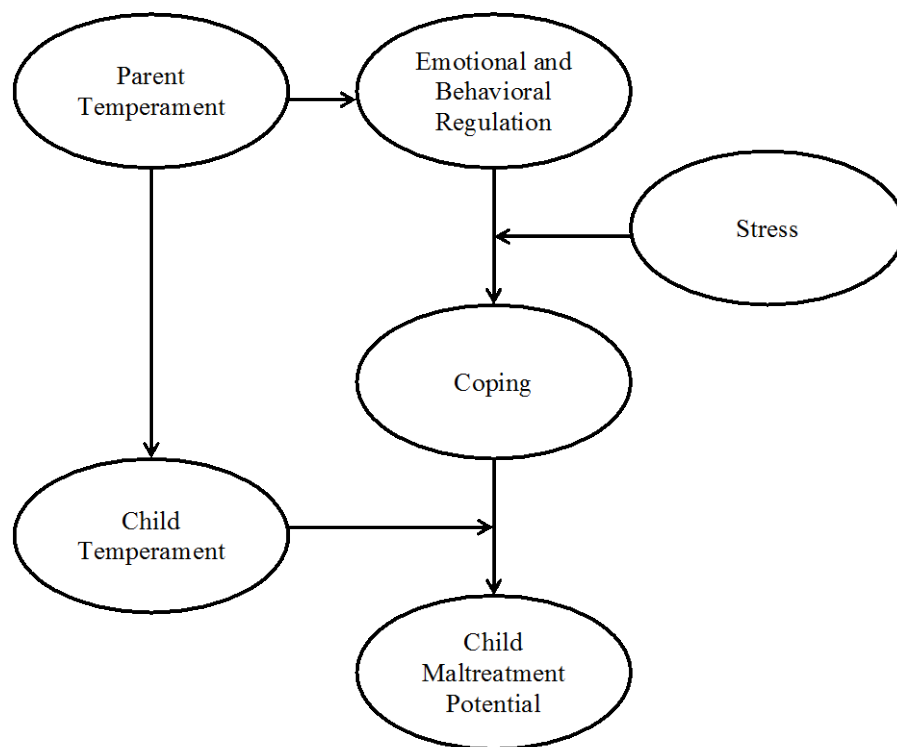 Parent
Temperament
Emotional and
Behavioral
Regulation
Stress
Coping
Child
Temperament
Child
Maltreatment
Potential